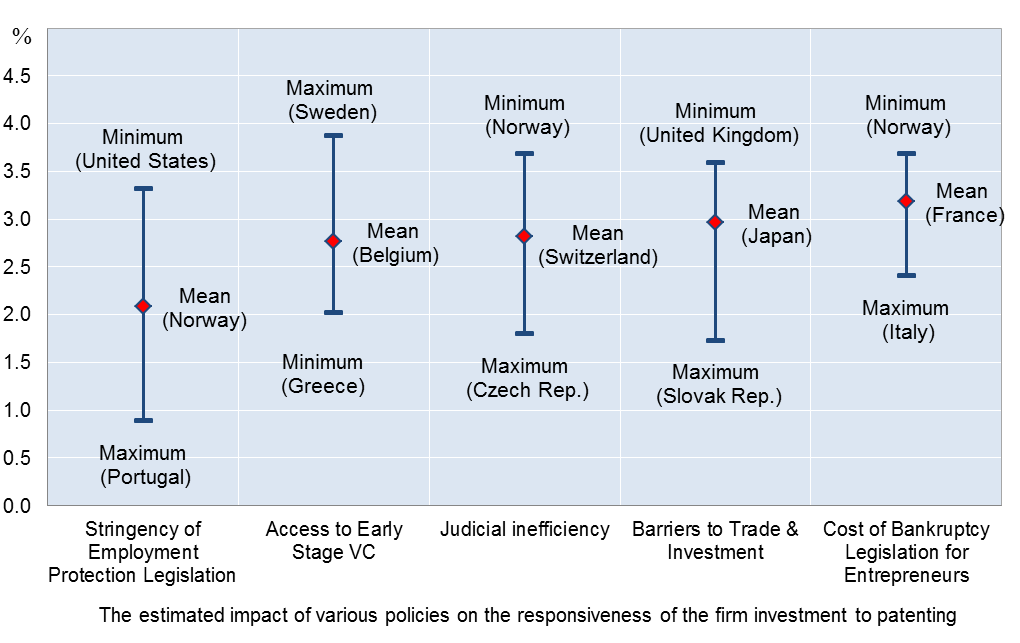 %
4.5
4.0
3.5
3.0
2.5
2.0
1.5
1.0
0.5
0.0
Minimum
(United States)
Mean
(Norway)
Maximum
(Portugal)
Maximum
(Sweden)
Mean
(Belgium)
Minimum
(Greece)
Minimum
(Norway)
Mean
(Switzerland)
Maximum
(Czech Rep.)
Minimum
(United Kingdom)
Mean
(Japan)
Maximum
(Slovak Rep.)
Minimum
(Norway)
Mean
(France)
Maximum
(Italy)
Stringency of
Employment
Protection Legislation
Access to Early
Stage VC
Judicial inefficiency
Barriers to Trade &
Investment
Cost of Bankruptcy
Legislation for
Entrepreneurs
The estimated impact of various policies on the responsiveness of the firm investment to patenting